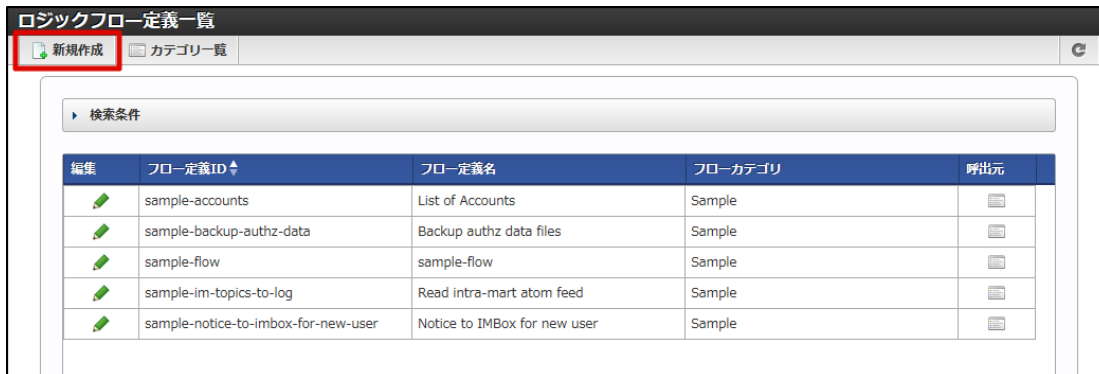 ロジックフロー定義一覧
新規作成 カテゴリ一覧
検索条件
編集 フロー定義ID フロー定義名 フローカテゴリ 呼出元
sample-accounts List of Accounts Sample
sample-backup-authz-data Backup authz data files Sample
sample-flow sample-flow Sample
sample-im-topics-to-log Read intra-mart atom feed Sample
sample-notice-to-imbox-for-new-user Notice to IMBox for new user Sample